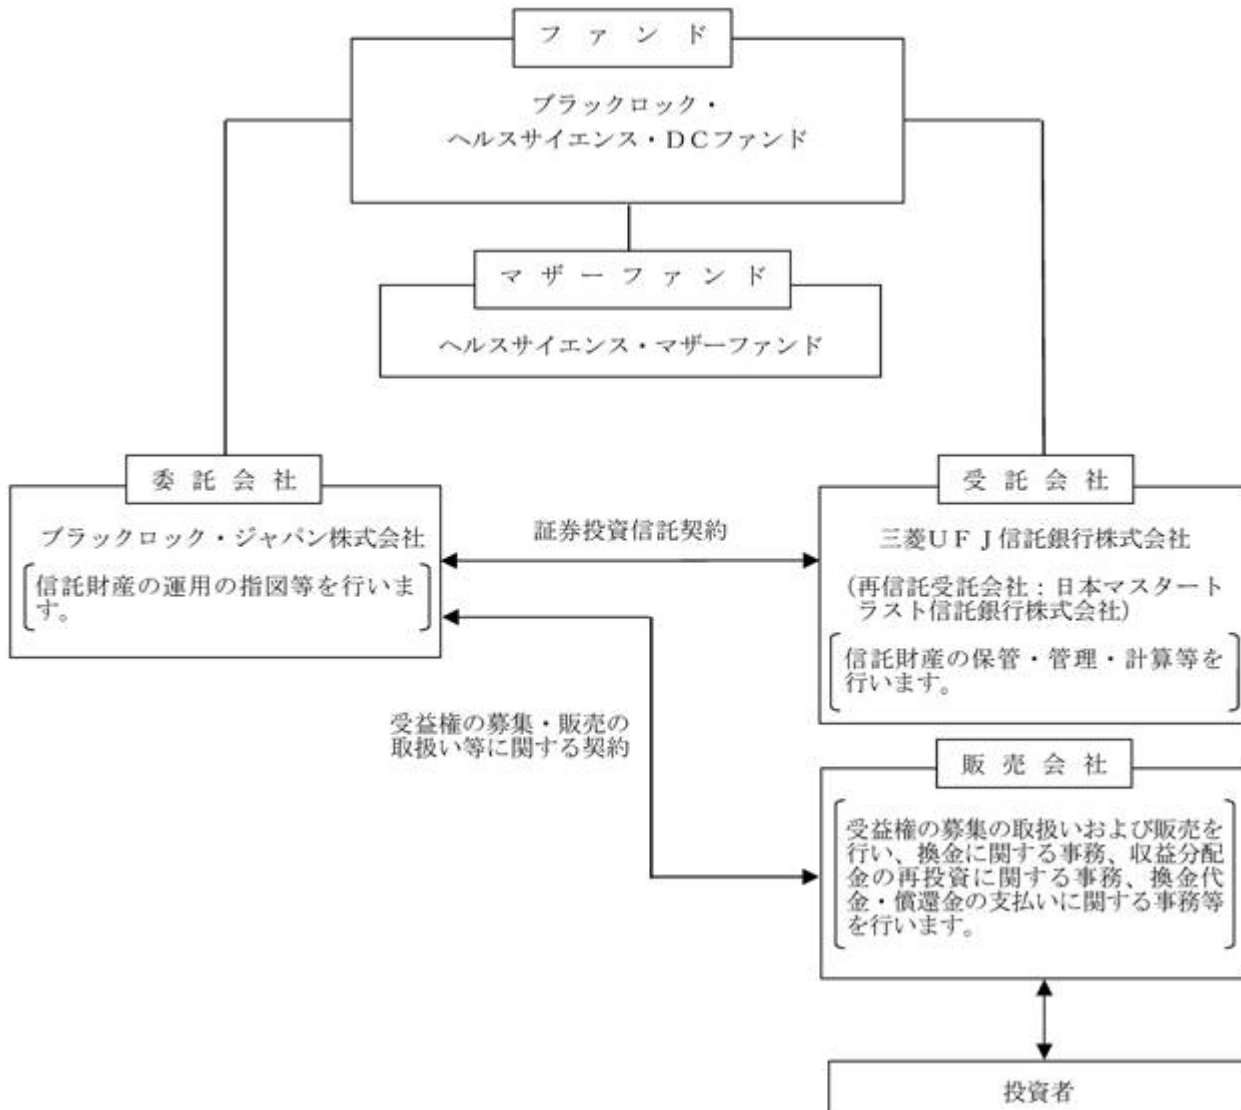 ファンド
ブラックロック・
ヘルスサイエンス・DCファンド
マザーファンド
ヘルスサイエンス・マザーファンド
委託会社
ブラックロック・ジャパン株式会社
信託財産の運用の指図等を行いま
す。
証券投資信託契約
受託会社
三菱UFJ信託銀行株式会社
(再信託受託会社:日本マスタート
ラスト信託銀行株式会社)
信託財産の保管・管理・計算等を
行います。
受益権の募集・販売の
取扱い等に関する契約
販売会社
受益権の募集の取扱いおよび販売を
行い、換金に関する事務、収益分配
金の再投資に関する事務、換金代
金・償還金の支払いに関する事務等
を行います。
投資者